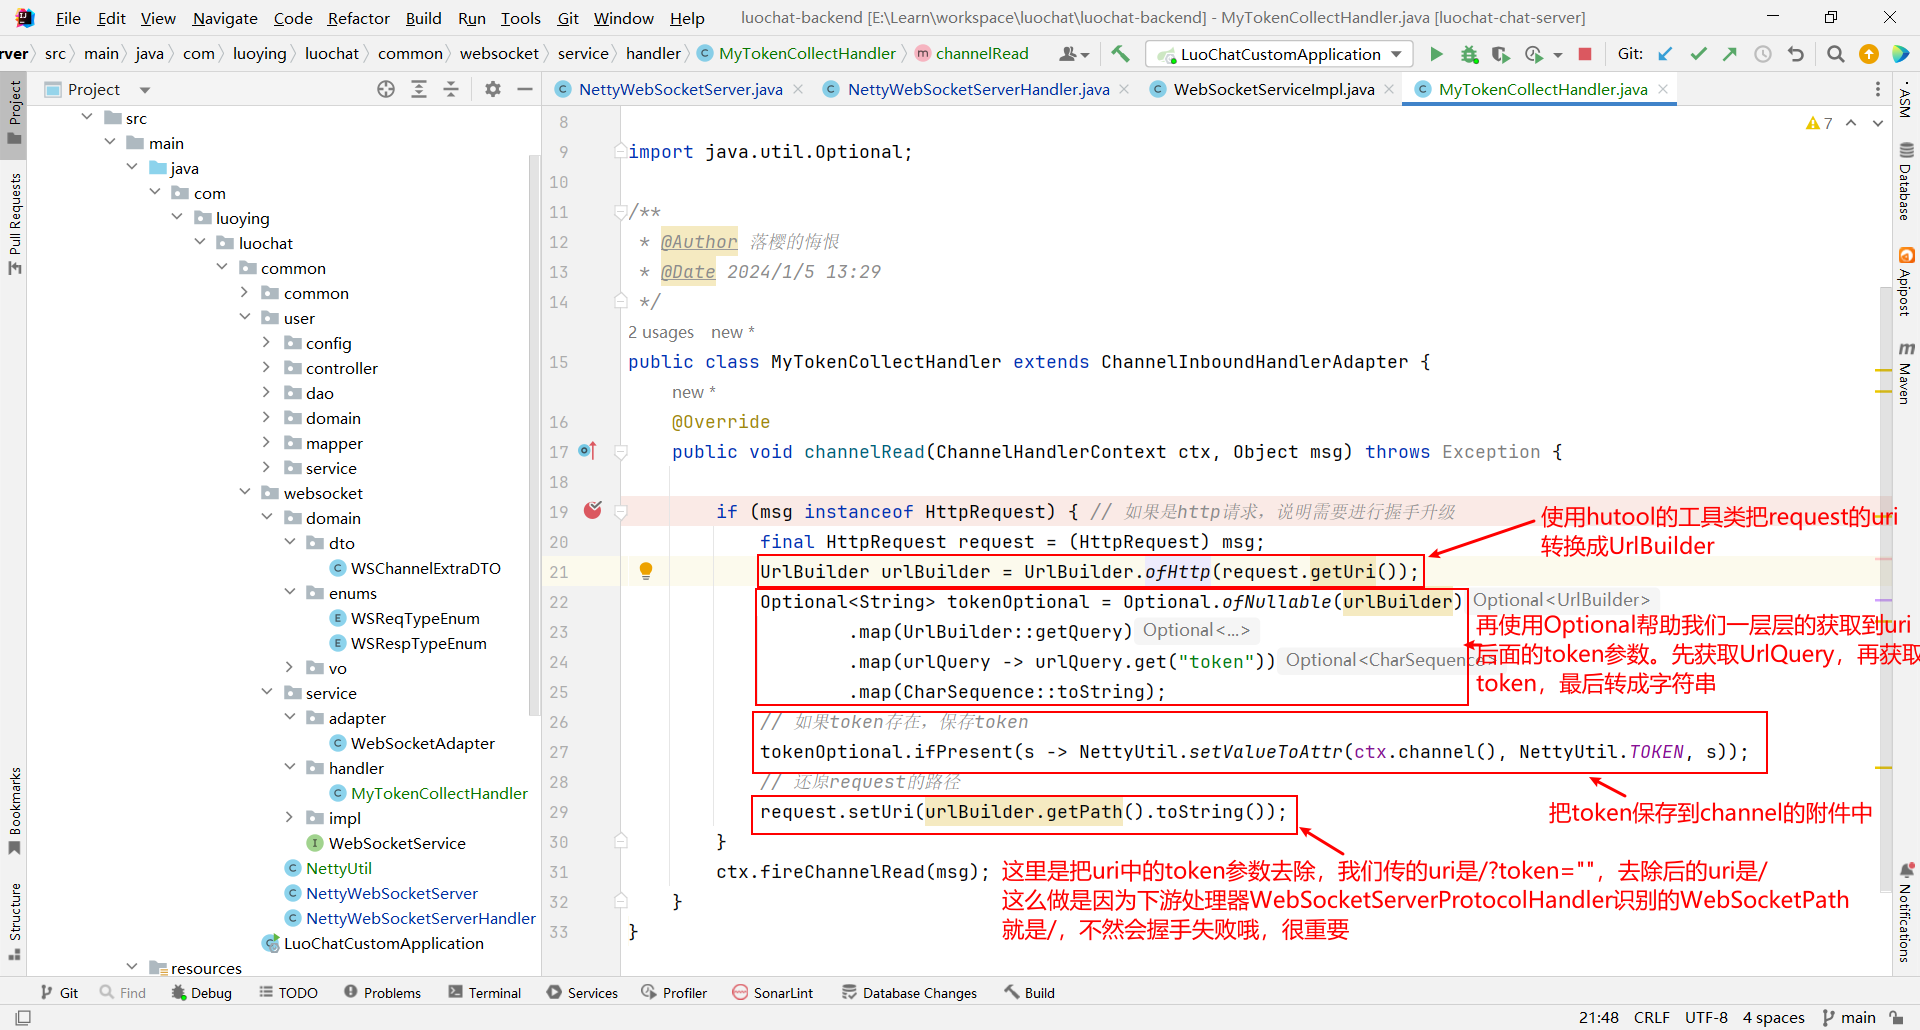 File Edit View Navigate Code Refactor Build Run Tools Git Window Help luochat-backend [E:\Learn\workspace\luochat\luochat-backend] - MyTokenCollectHandler.java [luochat-chat-server]
rver src main java com luoying luochat common websocket service handler MyTokenCollectHandler channelRead LuoChatCustomApplication Git:
Project
NettyWebSocketServer.java NettyWebSocketServerHandler.java WebSocketServiceImpl.java MyTokenCollectHandler.java
Project
Pull Requests
Bookmarks
Structure
src
main
java
com
luoying
luochat
common
common
user
config
controller
dao
domain
mapper
service
websocket
domain
dto
WSChannelExtraDTO
enums
WSReqTypeEnum
WSRespTypeEnum
vo
service
adapter
WebSocketAdapter
handler
MyTokenCollectHandler
impl
WebSocketService
NettyUtil
NettyWebSocketServer
NettyWebSocketServerHandler
LuoChatCustomApplication
resources
7
8
9 import java.util.Optional;
10
11 /**
12 * @Author 落樱的悔恨
13 * @Date 2024/1/5 13:29
14 */
2 usages new *
15 public class MyTokenCollectHandler extends ChannelInboundHandlerAdapter {
new *
16 @Override
17 public void channelRead(ChannelHandlerContext ctx, Object msg) throws Exception {
18
19 if (msg instanceof HttpRequest) { // 如果是http请求，说明需要进行握手升级
20 final HttpRequest request = (HttpRequest) msg;
21 UrlBuilder urlBuilder = UrlBuilder.ofHttp(request.getUri());
22 Optional<String> tokenOptional = Optional.ofNullable(urlBuilder) Optional<UrlBuilder>
23 .map(UrlBuilder::getQuery) Optional<...>
24 .map(urlQuery -> urlQuery.get("token")) Optional<CharSequence
25 .map(CharSequence::toString);
26 // 如果token存在，保存token
27 tokenOptional.ifPresent(s -> NettyUtil.setValueToAttr(ctx.channel(), NettyUtil.TOKEN, s));
28 // 还原request的路径
29 request.setUri(urlBuilder.getPath().toString());
30 }
31 ctx.fireChannelRead(msg);
32 }
33 }
使用hutool的工具类把request的uri
转换成UrlBuilder
再使用Optional帮助我们一层层的获取到uri
后面的token参数。先获取UrlQuery，再获取
token，最后转成字符串
把token保存到channel的附件中
这里是把uri中的token参数去除，我们传的uri是/?token=""，去除后的uri是/
这么做是因为下游处理器WebSocketServerProtocolHandler识别的WebSocketPath
就是/，不然会握手失败哦，很重要
ASM
Database
Apipost
m Maven
Notifications
Git Find Debug TODO Problems Terminal Services Profiler SonarLint Database Changes Build
21:48 CRLF UTF-8 4 spaces main